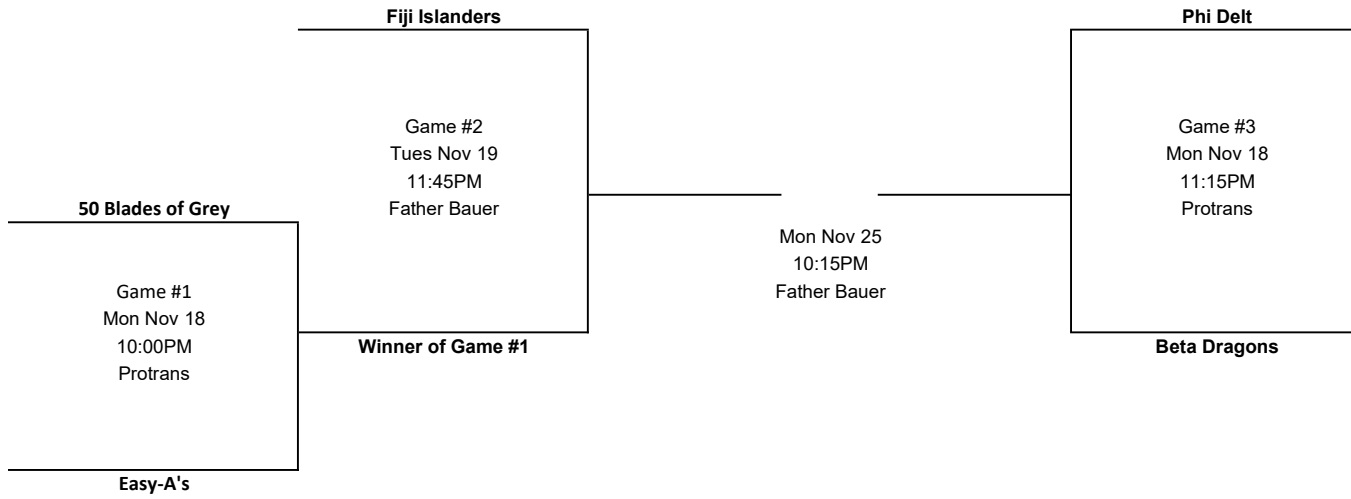 Fiji Islanders
Phi Delt
Game #2
Tues Nov 19
11:45PM
Father Bauer
Game #3
Mon Nov 18
11:15PM
Protrans
50 Blades of Grey
Mon Nov 25
10:15PM
Father Bauer
Game #1
Mon Nov 18
10:00PM
Protrans
Winner of Game #1
Beta Dragons
Easy-A's